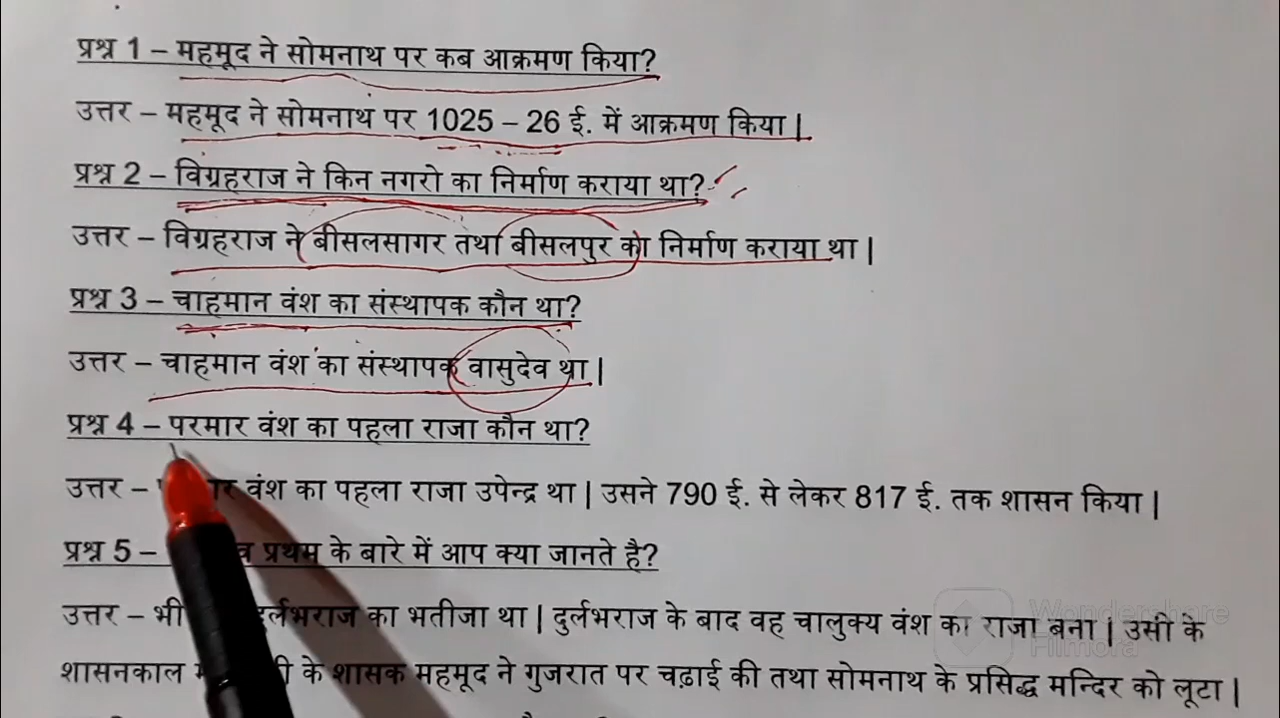 प्रश्न 1 – महमूद ने सोमनाथ पर कब आक्रमण किया?
उत्तर – महमूद ने सोमनाथ पर 1025 – 26 ई. में आक्रमण किया |
प्रश्न 2 – विग्रहराज ने किन नगरो का निर्माण कराया था?
उत्तर – विग्रहराज ने बीसलसागर तथा बीसलपुर का निर्माण कराया था |
प्रश्न 3 – चाहमान वंश का संस्थापक कौन था?
उत्तर – चाहमान वंश का संस्थापक वासुदेव था |
प्रश्न 4 – परमार वंश का पहला राजा कौन था?
उत्तर – वंश का पहला राजा उपेन्द्र था | उसने 790 ई. से लेकर 817 ई. तक शासन किया |
प्रश्न 5 – प्रथम के बारे में आप क्या जानते है?
उत्तर – दुर्लभराज का भतीजा था | दुर्लभराज के बाद वह चालुक्य वंश का राजा बना | उसी के
शासनकाल के शासक महमूद ने गुजरात पर चढ़ाई की तथा सोमनाथ के प्रसिद्ध मन्दिर को लूटा |
Wondershare
Filmora